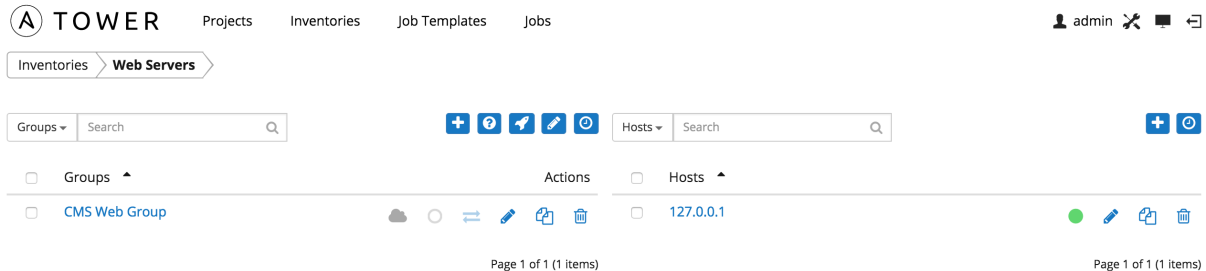 TOWER Projects Inventories Job Templates Jobs admin
Inventories Web Servers
Groups Search Hosts Search
Groups Actions Hosts
CMS Web Group 127.0.0.1
Page 1 of 1 (1 items) Page 1 of 1 (1 items)